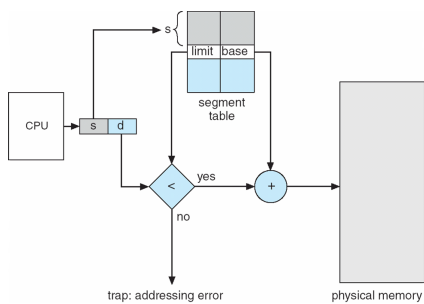 s
limit base
segment
table
CPU
s d
<
yes
+
no
trap: addressing error
physical memory